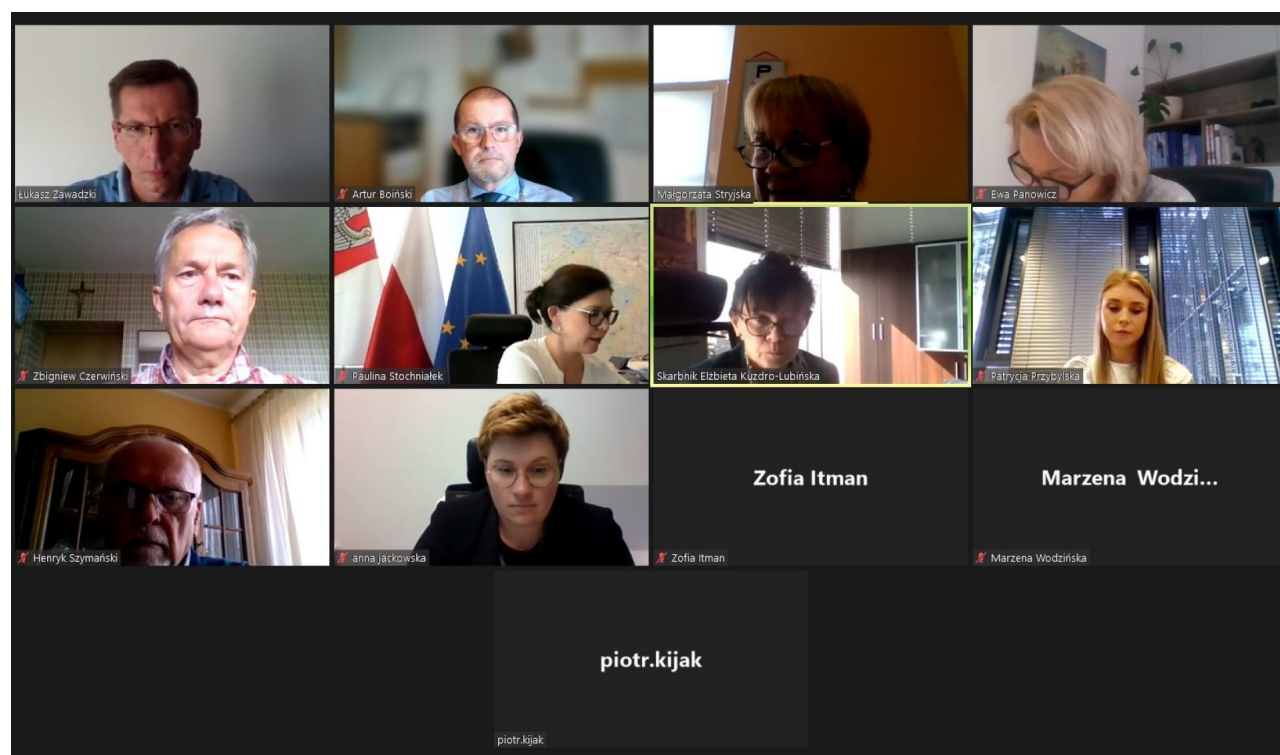 P
Łukasz Zawadzki
Artur Boiński
Małgorzata Stryjska
Ewa Panowicz
Zbigniew Czerwiński
Paulina Stochniałek
Skarbnik Elżbieta Kuzdro-Lubińska
Patrycja Przybylska
Henryk Szymański
anna jackowska
Zofia Itman
Zofia Itman
Marzena Wodzi...
Marzena Wodzińska
piotr.kijak
piotr.kijak